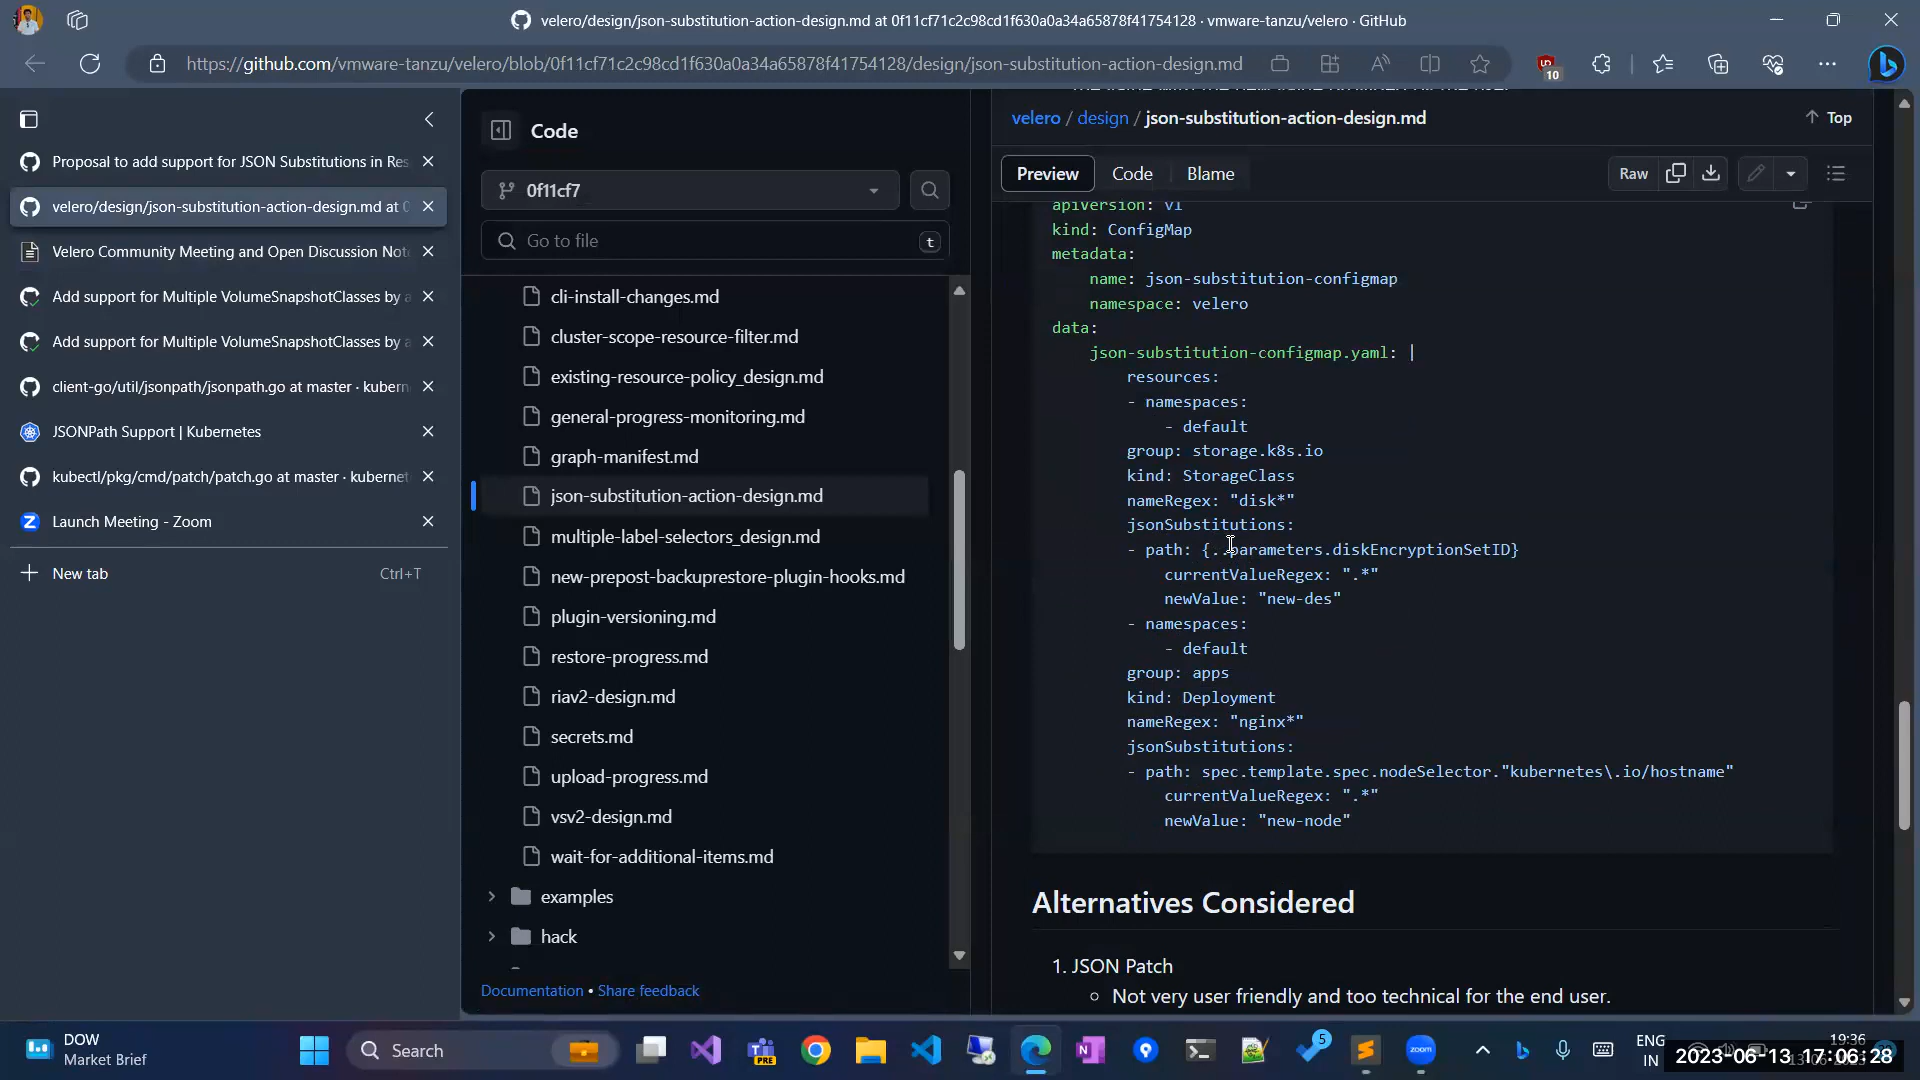 velero/design/json-substitution-action-design.md at 0f11cf71c2c98cd1f630a0a34a65878f41754128 · vmware-tanzu/velero · GitHub
https://github.com/vmware-tanzu/velero/blob/0f11cf71c2c98cd1f630a0a34a65878f41754128/design/json-substitution-action-design.md
10
Proposal to add support for JSON Substitutions in Res
velero/design/json-substitution-action-design.md at 0
Velero Community Meeting and Open Discussion Not
Add support for Multiple VolumeSnapshotClasses by a
Add support for Multiple VolumeSnapshotClasses by a
client-go/util/jsonpath/jsonpath.go at master · kubern
JSONPath Support | Kubernetes
kubectl/pkg/cmd/patch/patch.go at master · kubernet
Launch Meeting - Zoom
New tab Ctrl+T
Code
0f11cf7
Go to file t
cli-install-changes.md
cluster-scope-resource-filter.md
existing-resource-policy_design.md
general-progress-monitoring.md
graph-manifest.md
json-substitution-action-design.md
multiple-label-selectors_design.md
new-prepost-backuprestore-plugin-hooks.md
plugin-versioning.md
restore-progress.md
riav2-design.md
secrets.md
upload-progress.md
vsv2-design.md
wait-for-additional-items.md
examples
hack
Documentation • Share feedback
velero / design / json-substitution-action-design.md
Top
Preview Code Blame
Raw
apiVersion: v1
kind: ConfigMap
metadata:
name: json-substitution-configmap
namespace: velero
data:
json-substitution-configmap.yaml: |
resources:
- namespaces:
- default
group: storage.k8s.io
kind: StorageClass
nameRegex: "disk*"
jsonSubstitutions:
- path: {..parameters.diskEncryptionSetID}
currentValueRegex: ".*"
newValue: "new-des"
- namespaces:
- default
group: apps
kind: Deployment
nameRegex: "nginx*"
jsonSubstitutions:
- path: spec.template.spec.nodeSelector."kubernetes\.io/hostname"
currentValueRegex: ".*"
newValue: "new-node"
Alternatives Considered
1. JSON Patch
Not very user friendly and too technical for the end user.
DOW
Market Brief
Search
PRE
5
zoom
ENG
IN
19:36
2023-06-13 17:06:28